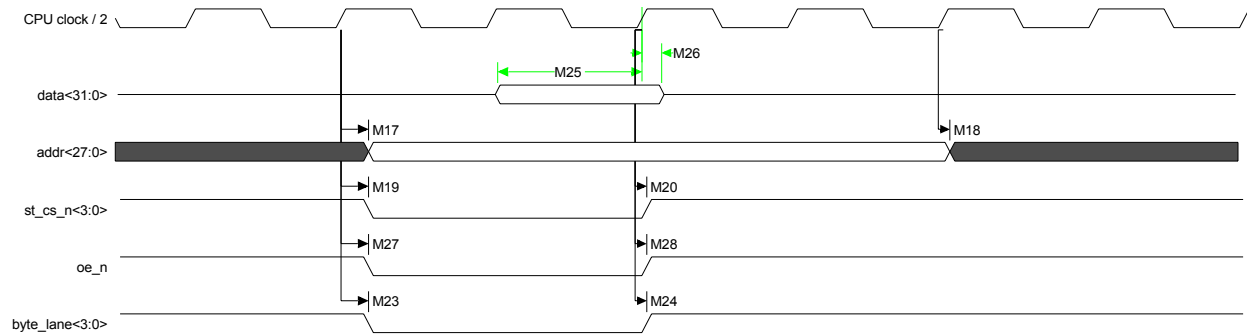 CPU clock / 2
M26
M25
data<31:0>
M17 M18
addr<27:0>
M19 M20
st_cs_n<3:0>
M27 M28
oe_n
M23 M24
byte_lane<3:0>